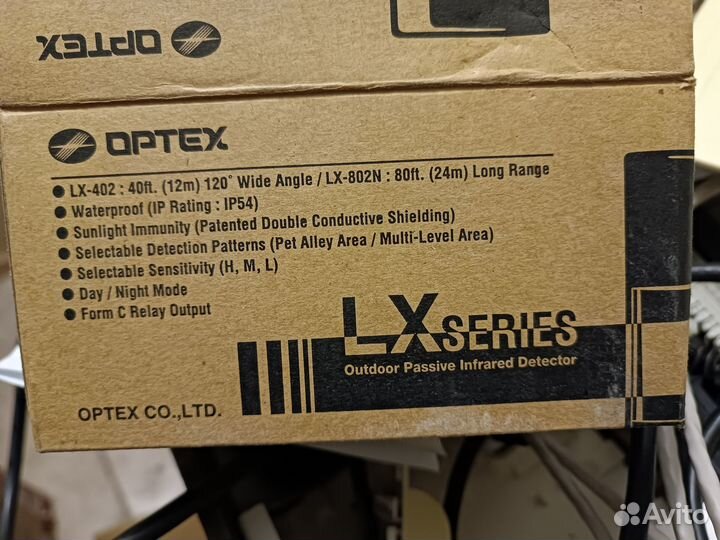 OPTEX
OPTEX
• LX-402 : 40ft. (12m) 120° Wide Angle / LX-802N : 80ft. (24m) Long Range
• Waterproof (IP Rating : IP54)
• Sunlight Immunity (Patented Double Conductive Shielding)
• Selectable Detection Patterns (Pet Alley Area / Multi-Level Area)
• Selectable Sensitivity (H, M, L)
• Day / Night Mode
• Form C Relay Output
LX SERIES
Outdoor Passive Infrared Detector
OPTEX CO.,LTD.
Avito